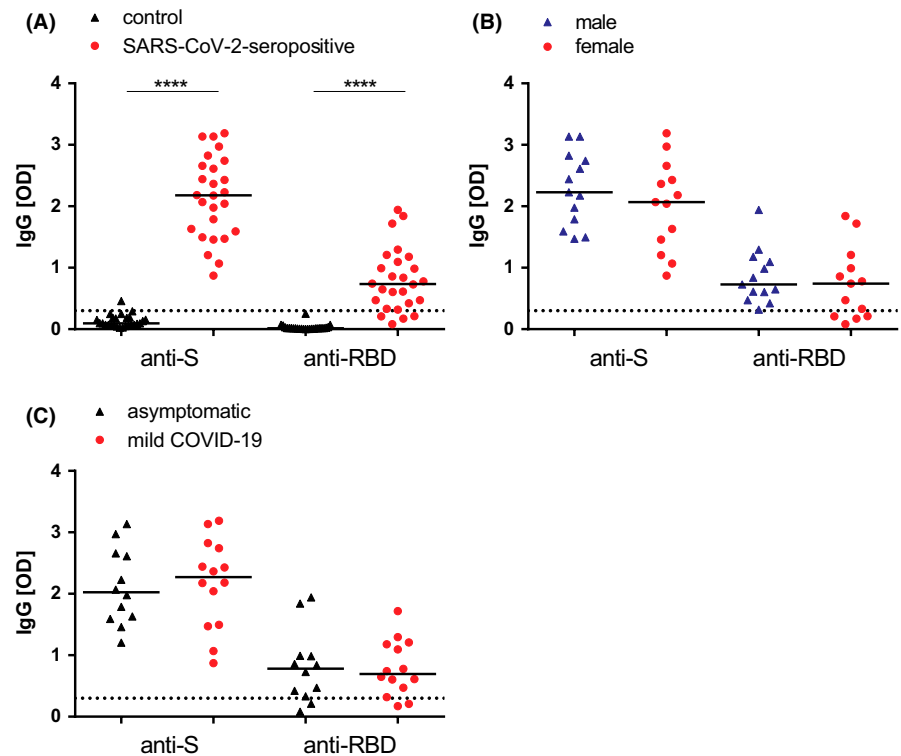 (A)
control
SARS-CoV-2-seropositive
**** ****
4
3
2
1
0
IgG [OD]
anti-S anti-RBD
(B)
male
female
4
3
2
1
0
IgG [OD]
anti-S anti-RBD
(C)
asymptomatic
mild COVID-19
4
3
2
1
0
IgG [OD]
anti-S anti-RBD